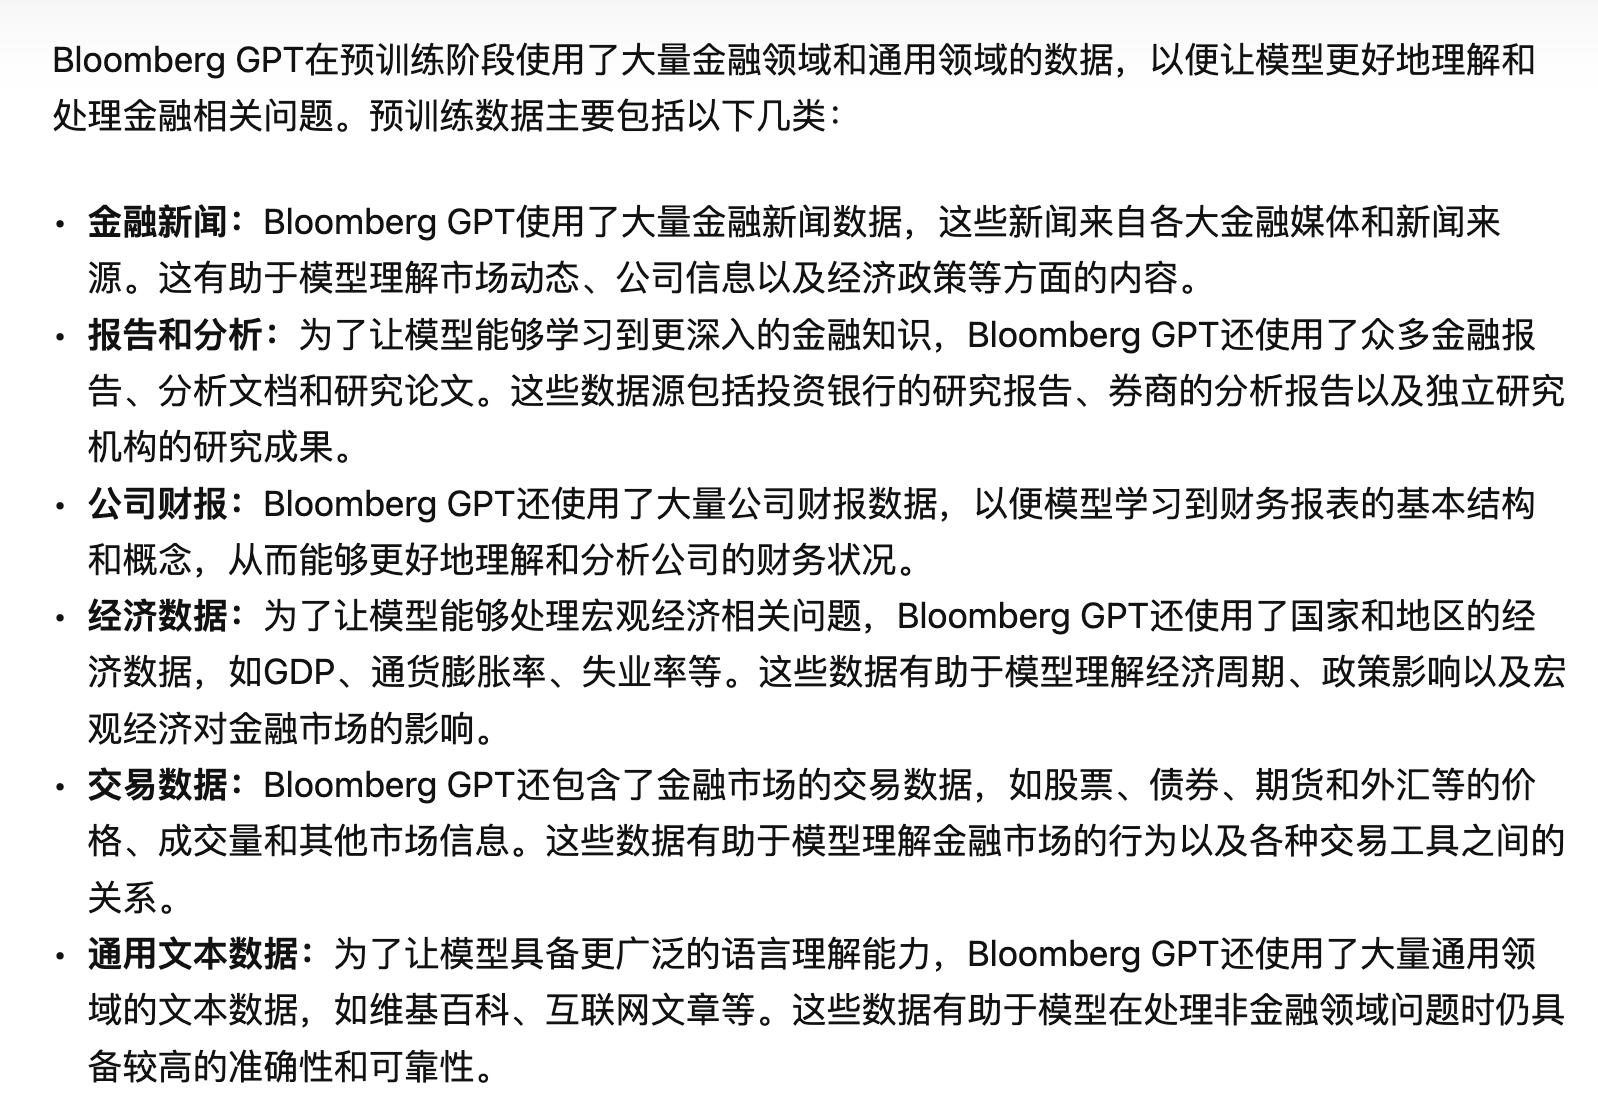 Bloomberg GPT在预训练阶段使用了大量金融领域和通用领域的数据，以便让模型更好地理解和
处理金融相关问题。预训练数据主要包括以下几类：
• 金融新闻：Bloomberg GPT使用了大量金融新闻数据，这些新闻来自各大金融媒体和新闻来
源。这有助于模型理解市场动态、公司信息以及经济政策等方面的内容。
• 报告和分析：为了让模型能够学习到更深入的金融知识，Bloomberg GPT还使用了众多金融报
告、分析文档和研究论文。这些数据源包括投资银行的研究报告、券商的分析报告以及独立研究
机构的研究成果。
• 公司财报：Bloomberg GPT还使用了大量公司财报数据，以便模型学习到财务报表的基本结构
和概念，从而能够更好地理解和分析公司的财务状况。
• 经济数据：为了让模型能够处理宏观经济相关问题，Bloomberg GPT还使用了国家和地区的经
济数据，如GDP、通货膨胀率、失业率等。这些数据有助于模型理解经济周期、政策影响以及宏
观经济对金融市场的影响。
• 交易数据：Bloomberg GPT还包含了金融市场的交易数据，如股票、债券、期货和外汇等的价
格、成交量和其他市场信息。这些数据有助于模型理解金融市场的行为以及各种交易工具之间的
关系。
• 通用文本数据：为了让模型具备更广泛的语言理解能力，Bloomberg GPT还使用了大量通用领
域的文本数据，如维基百科、互联网文章等。这些数据有助于模型在处理非金融领域问题时仍具
备较高的准确性和可靠性。